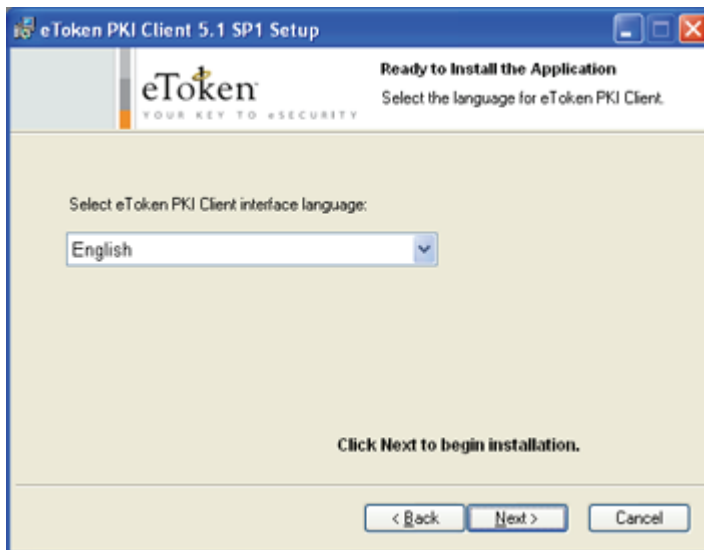 eToken PKI Client 5.1 SP1 Setup
eToken
YOUR KEY TO eSECURITY
Ready to Install the Application
Select the language for eToken PKI Client.
Select eToken PKI Client interface language:
English
Click Next to begin installation.
< Back
Next >
Cancel